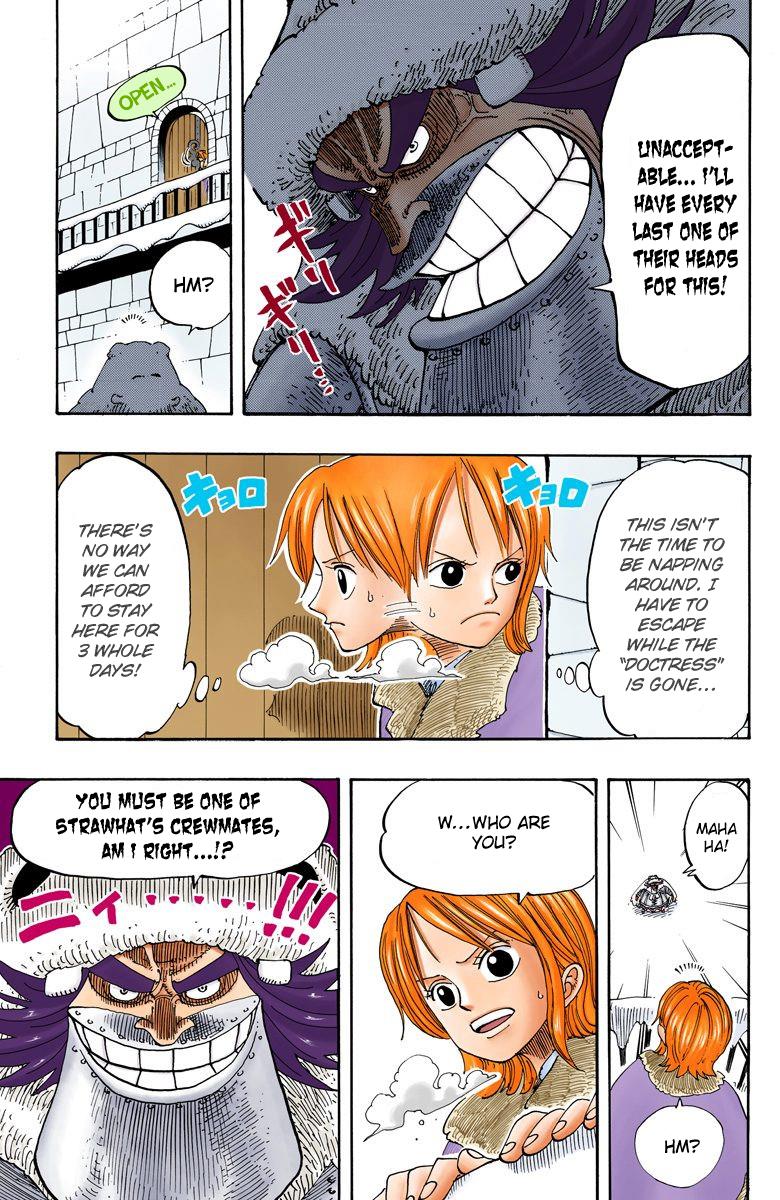 UNACCEPT-
ABLE... I'LL
HAVE EVERY
LAST ONE OF
THEIR HEADS
FOR THIS!
ギリギリ...
OPEN...
HM?
THIS ISN'T
THE TIME TO
BE NAPPING
AROUND. I
HAVE TO
ESCAPE
WHILE THE
"DOCTRESS"
IS GONE...
キョロ
キョロ
THERE'S
NO WAY
WE CAN
AFFORD
TO STAY
HERE FOR
3 WHOLE
DAYS!
MAHA
HA!
HM?
W...WHO ARE
YOU?
YOU MUST BE ONE OF
STRAWHAT'S CREWMATES,
AM I RIGHT...!?
ニィ・・・・・!!!